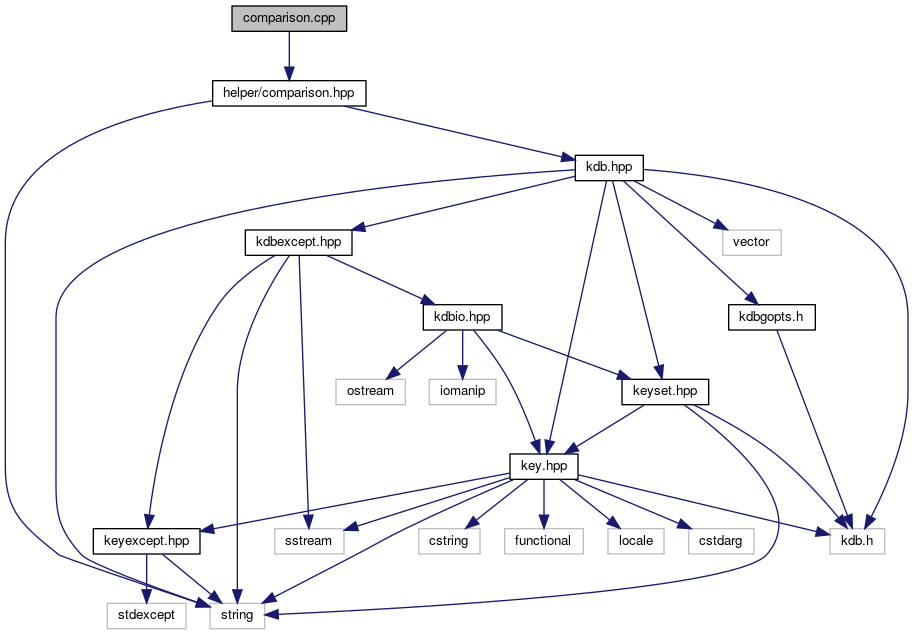 comparison.cpp
helper/comparison.hpp
kdb.hpp
kdbexcept.hpp
vector
kdbio.hpp
kdbgopts.h
ostream
iomanip
keyset.hpp
key.hpp
keyexcept.hpp
sstream
cstring
functional
locale
cstdarg
kdb.h
stdexcept
string